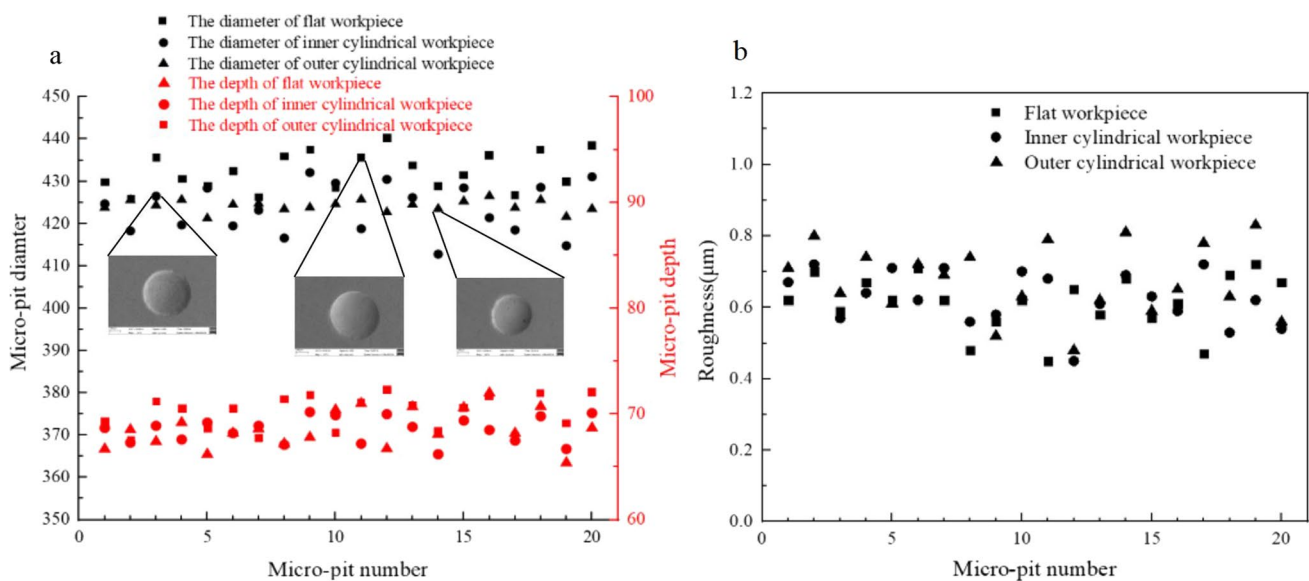 a
The diameter of flat workpiece
The diameter of inner cylindrical workpiece
The diameter of outer cylindrical workpiece
The depth of flat workpiece
The depth of inner cylindrical workpiece
The depth of outer cylindrical workpiece
450
440
430
420
410
400
395
390
380
370
360
350
Micro-pit diamter
100
90
80
70
60
Micro-pit depth
0
5
10
15
20
Micro-pit number
b
Flat workpiece
Inner cylindrical workpiece
Outer cylindrical workpiece
1.2
1.0
0.8
0.6
0.4
0.2
0.0
Roughness(μm)
0
5
10
15
20
Micro-pit number